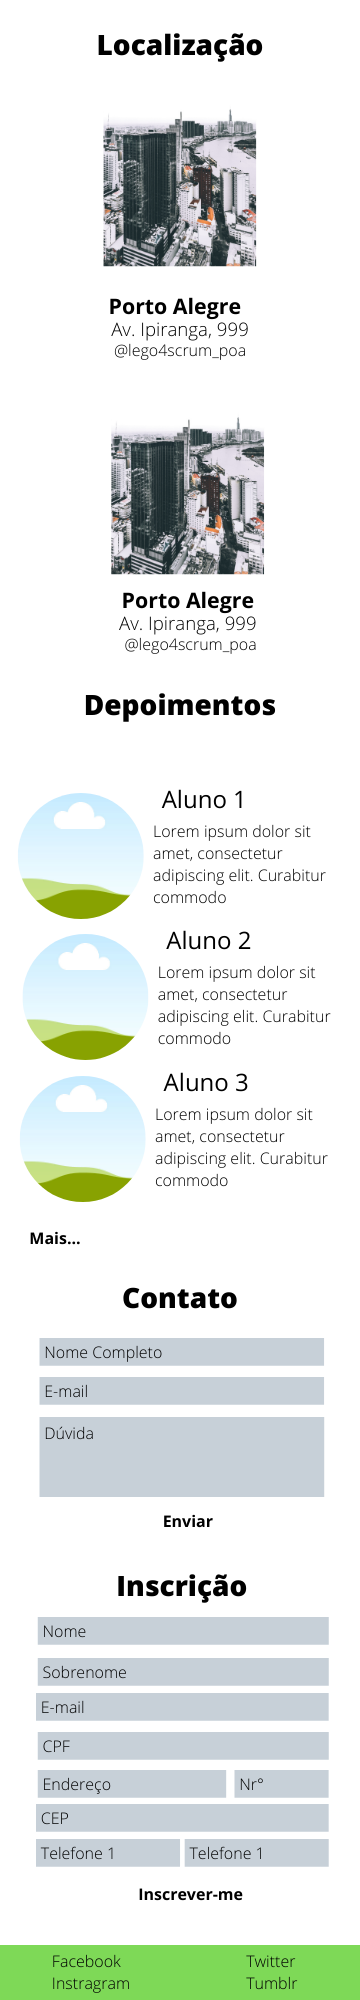 Localização
Porto Alegre
Av. Ipiranga, 999
@lego4scrum_poa
Porto Alegre
Av. Ipiranga, 999
@lego4scrum_poa
Depoimentos
Aluno 1
Lorem ipsum dolor sit
amet, consectetur
adipiscing elit. Curabitur
commodo
Aluno 2
Lorem ipsum dolor sit
amet, consectetur
adipiscing elit. Curabitur
commodo
Aluno 3
Lorem ipsum dolor sit
amet, consectetur
adipiscing elit. Curabitur
commodo
Mais...
Contato
Nome Completo
E-mail
Dúvida
Enviar
Inscrição
Nome
Sobrenome
E-mail
CPF
Endereço Nr°
CEP
Telefone 1 Telefone 1
Inscrever-me
Facebook Twitter
Instragram Tumblr